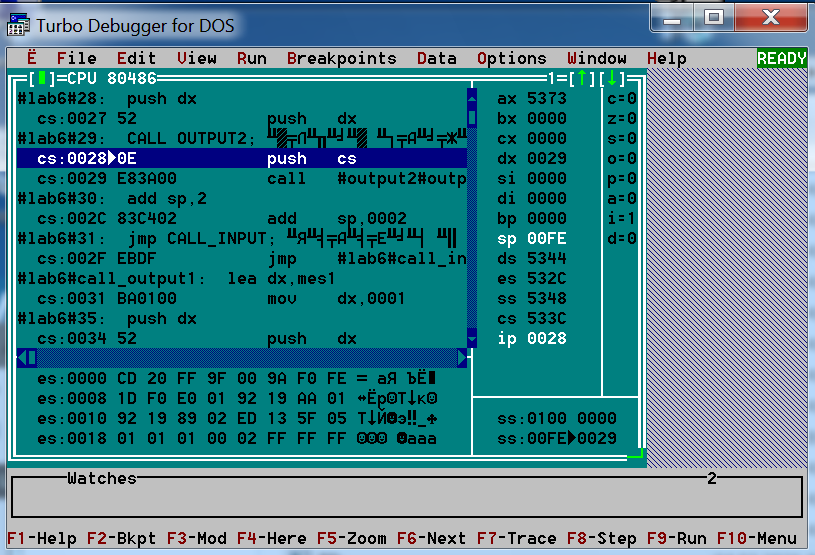 Turbo Debugger for DOS
Ë File Edit View Run Breakpoints Data Options Window Help READY
[▮]=CPU 80486 1=[↑][↓]
#lab6#28: push dx
cs:0027 52 push dx
#lab6#29: CALL OUTPUT2;
cs:0028▶0E push cs
cs:0029 E83A00 call #output2#outp
#lab6#30: add sp,2
cs:002C 83C402 add sp,0002
#lab6#31: jmp CALL_INPUT;
cs:002F EBDF jmp #lab6#call_in
#lab6#call_output1: lea dx,mes1
cs:0031 BA0100 mov dx,0001
#lab6#35: push dx
cs:0034 52 push dx
ax 5373 c=0
bx 0000 z=0
cx 0000 s=0
dx 0029 o=0
si 0000 p=0
di 0000 a=0
bp 0000 i=1
sp 00FE d=0
ds 5344
es 532C
ss 5348
cs 533C
ip 0028
es:0000 CD 20 FF 9F 00 9A F0 FE = аЯ ЪЁ■
es:0008 1D F0 E0 01 92 19 AA 01
es:0010 92 19 89 02 ED 13 5F 05
es:0018 01 01 01 00 02 FF FF FF
ss:0100 0000
ss:00FE▶0029
Watches 2
F1-Help F2-Bkpt F3-Mod F4-Here F5-Zoom F6-Next F7-Trace F8-Step F9-Run F10-Menu